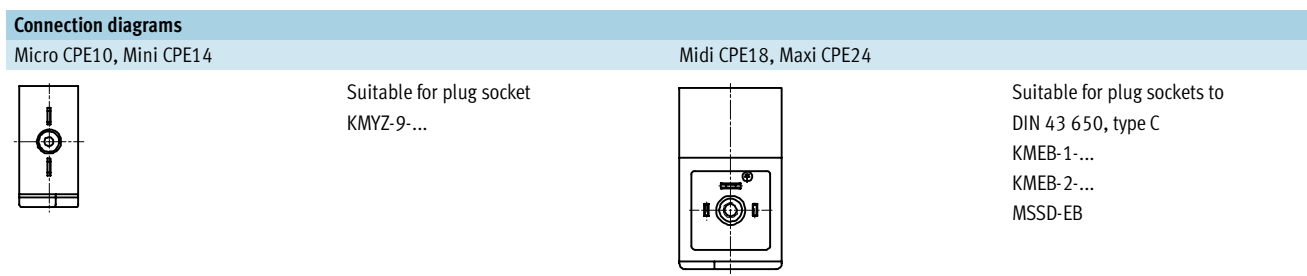 Connection diagrams
Micro CPE10, Mini CPE14
Midi CPE18, Maxi CPE24
Suitable for plug socket
KMYZ-9-...
Suitable for plug sockets to
DIN 43 650, type C
KMEB-1-...
KMEB-2-...
MSSD-EB